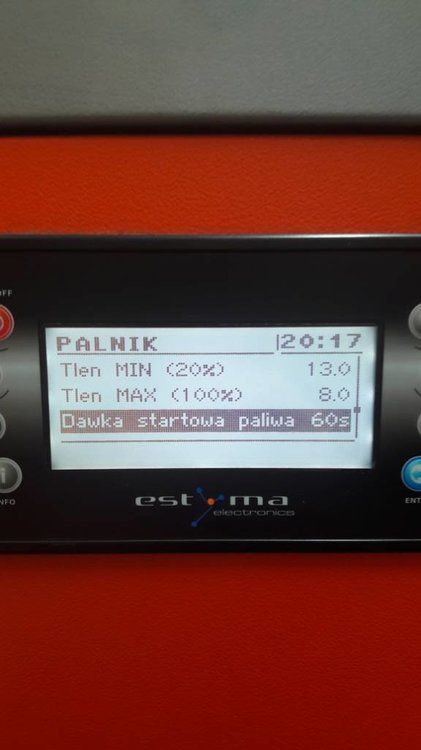 OFF
PALNIK 20:17
Tlen MIN (20%) 13.0
Tlen MAX (100%) 8.0
Dawka startowa paliwa 60s
INFO
ENT
estyma
electronics